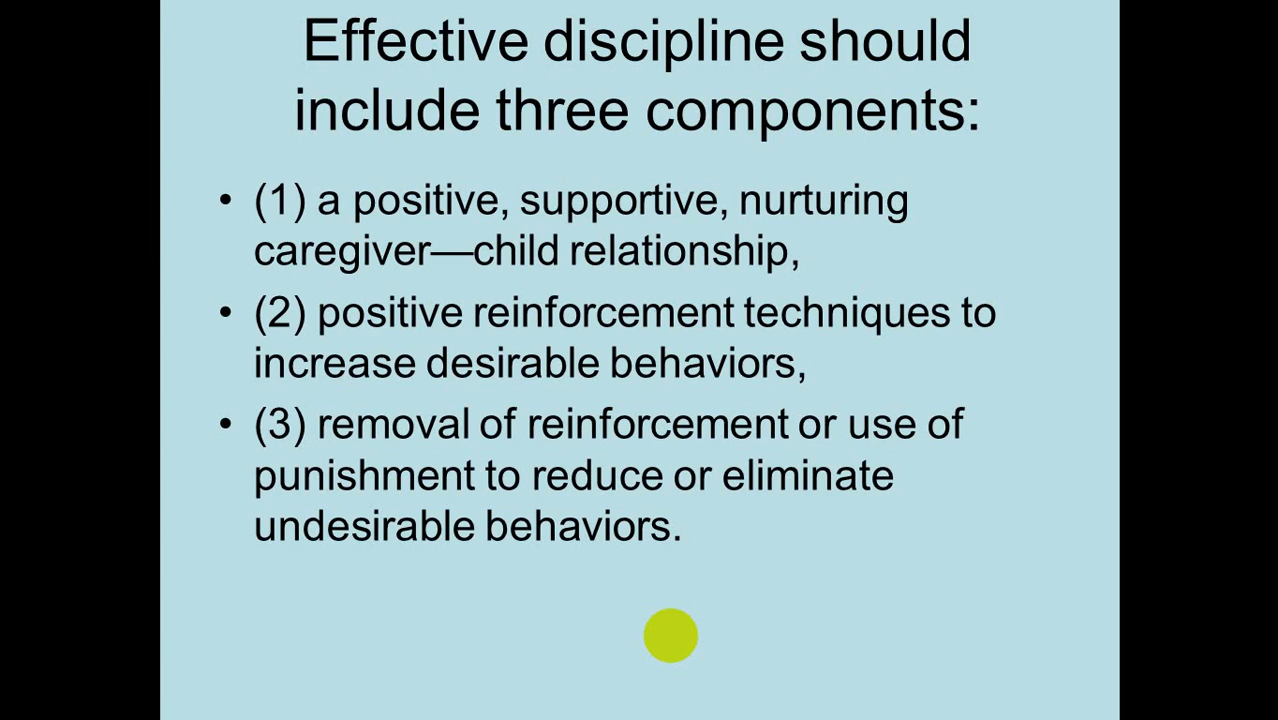 Effective discipline should
include three components:
• (1) a positive, supportive, nurturing
caregiver—child relationship,
• (2) positive reinforcement techniques to
increase desirable behaviors,
• (3) removal of reinforcement or use of
punishment to reduce or eliminate
undesirable behaviors.